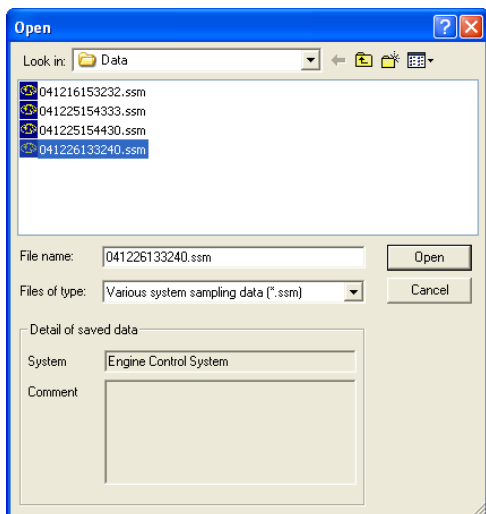 Open
Look in: Data
041216153232.ssm
041225154333.ssm
041225154430.ssm
041226133240.ssm
File name: 041226133240.ssm Open
Files of type: Various system sampling data (*.ssm) Cancel
Detail of saved data
System Engine Control System
Comment